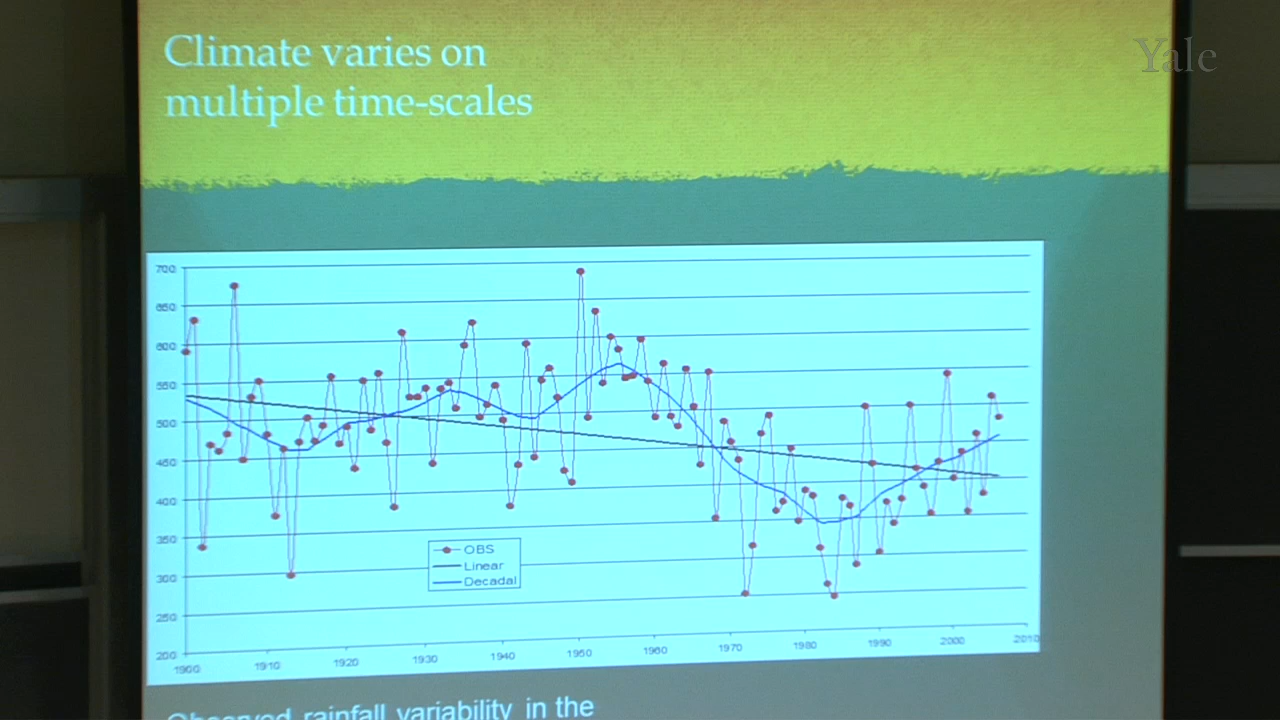 Climate varies on
multiple time-scales
Yale
700
650
600
550
500
450
400
350
300
250
200
1900 1910 1920 1930 1940 1950 1960 1970 1980 1990 2000 2010
OBS
Linear
Decadal
Observed rainfall variability in the